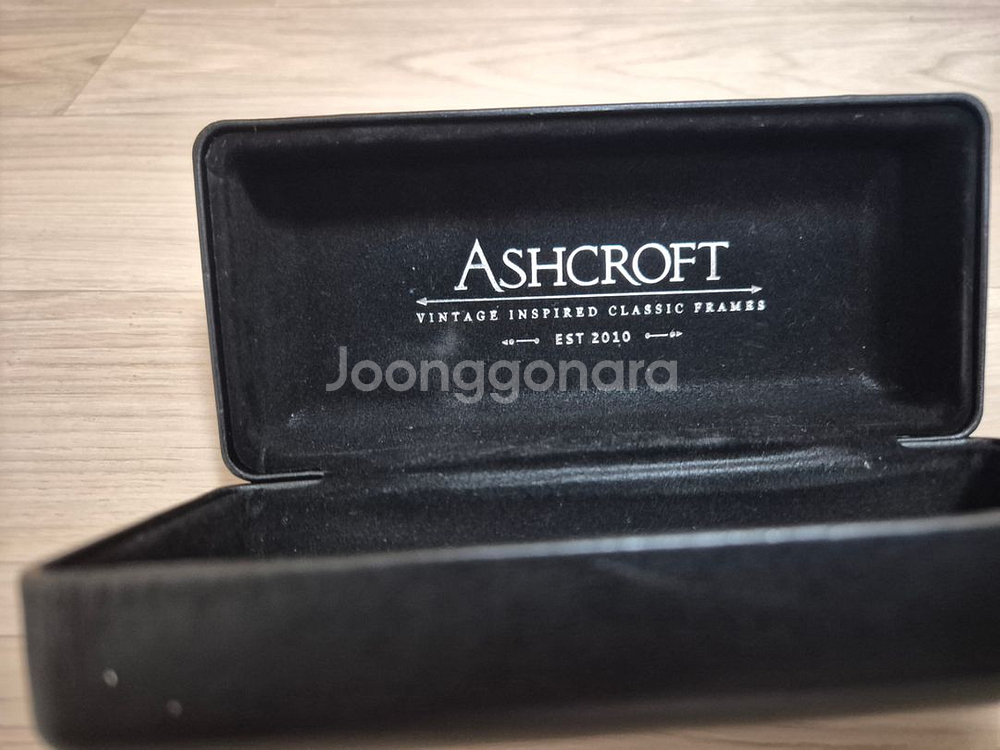 ASHCROFT
VINTAGE INSPIRED CLASSIC FRAMES
EST 2010
Joonggonara